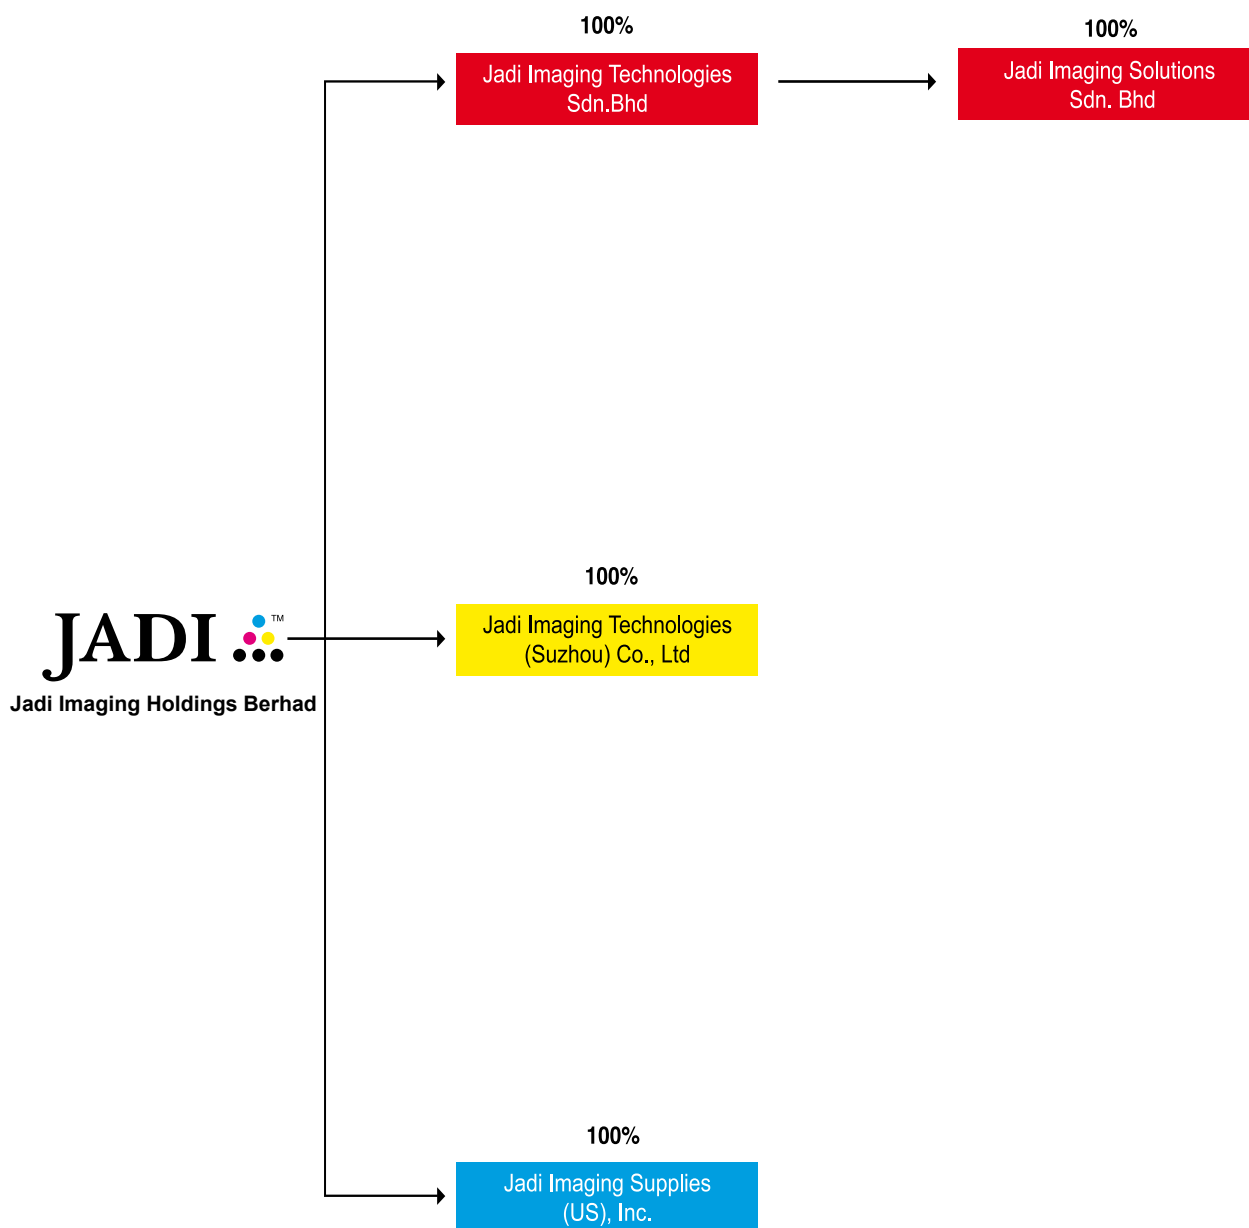 100%
Jadi Imaging Technologies
Sdn.Bhd
100%
Jadi Imaging Solutions
Sdn. Bhd
100%
Jadi Imaging Technologies
(Suzhou) Co., Ltd
JADI TM
Jadi Imaging Holdings Berhad
100%
Jadi Imaging Supplies
(US), Inc.